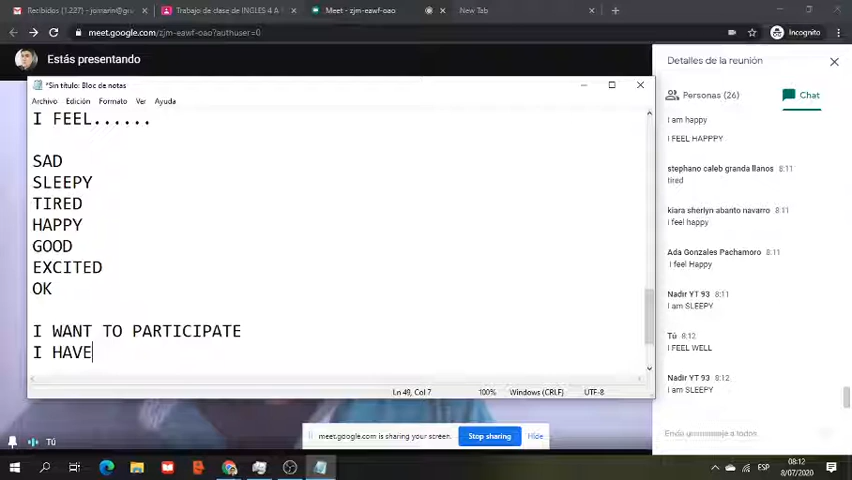 Recibidos (1.227) - jomarin@gm
Trabajo de clase de INGLES 4 A
Meet - zjm-eawf-oao
New Tab
meet.google.com/zjm-eawf-oao?authuser=0
Incognito
Estás presentando
*Sin título: Bloc de notas
Archivo Edición Formato Ver Ayuda
I FEEL......
SAD
SLEEPY
TIRED
HAPPY
GOOD
EXCITED
OK
I WANT TO PARTICIPATE
I HAVE
Ln 49, Col 7 100% Windows (CRLF) UTF-8
Tú
meet.google.com is sharing your screen. Stop sharing Hide
Detalles de la reunión
Personas (26) Chat
I am happy
I FEEL HAPPPY
stephano caleb granda llanos 8:11
tired
kiara sherlyn abanto navarro 8:11
i feel happy
Ada Gonzales Pachamoro 8:11
I feel Happy
Nadir YT 93 8:11
I am SLEEPY
Tú 8:12
I FEEL WELL
Nadir YT 93 8:12
I am SLEEPY
a todos
ESP
08:12
8/07/2020